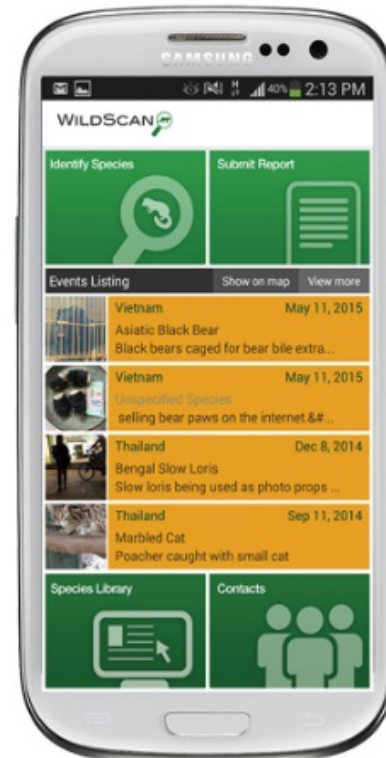 SAMSUNG
40% 2:13 PM
WILDSCAN
Identify Species
Submit Report
Events Listing Show on map View more
Vietnam May 11, 2015
Asiatic Black Bear
Black bears caged for bear bile extra...
Vietnam May 11, 2015
Unspecified Species
selling bear paws on the internet.&#...
Thailand Dec 8, 2014
Bengal Slow Loris
Slow loris being used as photo props ...
Thailand Sep 11, 2014
Marbled Cat
Poacher caught with small cat
Species Library
Contacts